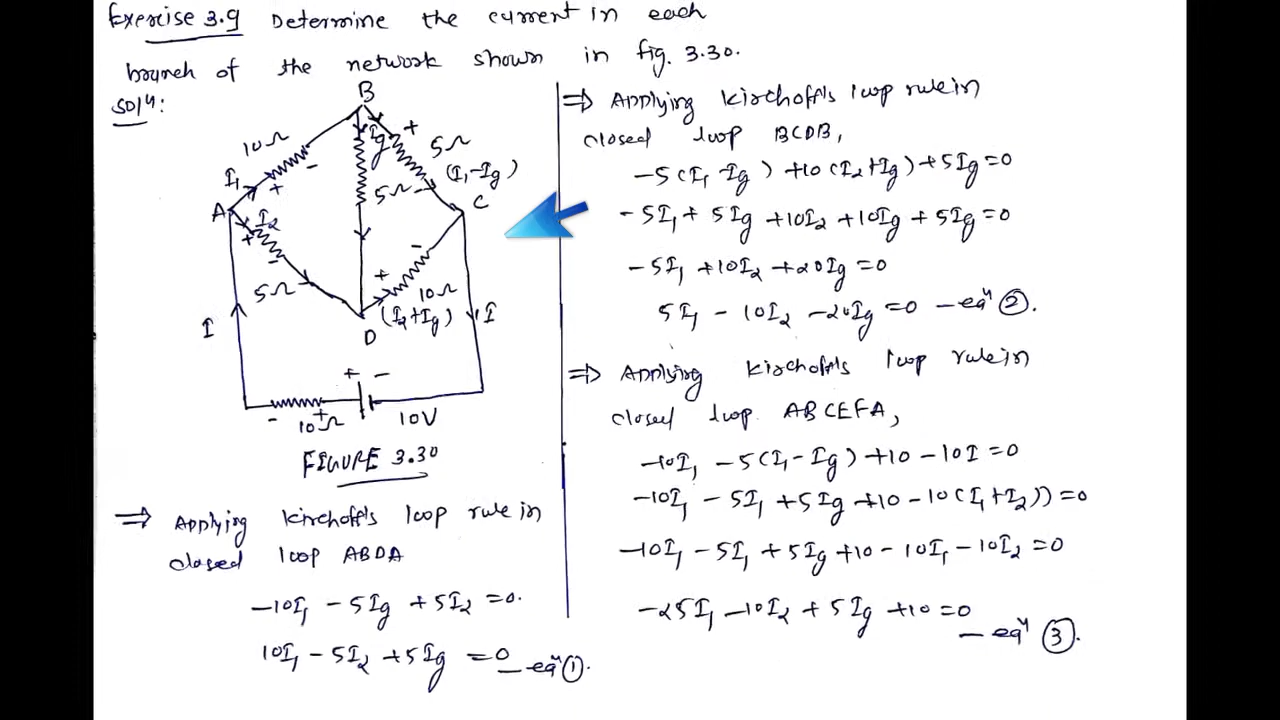 Exercise 3.9 Determine the current in each
branch of the network shown in fig. 3.30.
Solⁿ:
B
10Ω
I₁
+
-
Ig
+
5Ω
(I₁-Ig)
5Ω
-
C
A
I₂
+
-
5Ω
+
-
10Ω
(I₂+Ig)
D
I
I
+ -
- 10Ω + 10V
FIGURE 3.30
⇒ Applying Kirchoff's loop rule in
closed loop ABDA
-10I₁ - 5Ig + 5I₂ =0.
10I₁ - 5I₂ + 5Ig = 0 — eqⁿ ①.
⇒ Applying Kirchoff's loop rule in
closed loop BCDB,
-5(I₁-Ig) +10(I₂+Ig) +5Ig =0
-5I₁ + 5Ig +10I₂ +10Ig + 5Ig =0
-5I₁ +10I₂ +20Ig =0
5I₁ - 10I₂ -20Ig =0 — eqⁿ ②.
⇒ Applying Kirchoff's loop rule in
closed loop ABCEFA,
-10I₁ -5(I₁-Ig) +10 -10I =0
-10I₁ - 5I₁ +5Ig +10 -10(I₁+I₂)) =0
-10I₁ -5I₁ +5Ig +10 -10I₁ -10I₂ =0
-25I₁ -10I₂ + 5Ig +10 =0
— eqⁿ ③.